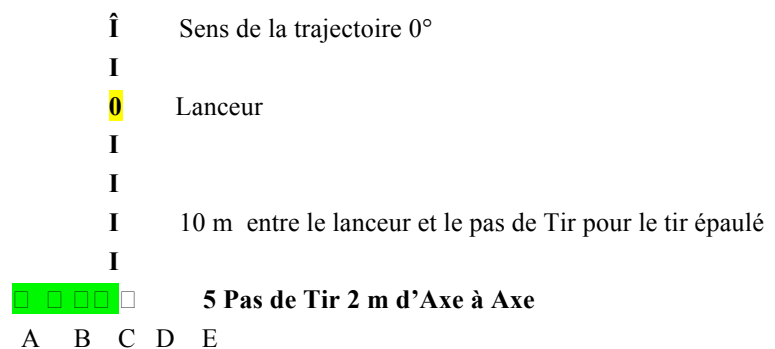 Î Sens de la trajectoire 0°
I
0 Lanceur
I
I
I 10 m entre le lanceur et le pas de Tir pour le tir épaulé
I
□ □ □ □ □ 5 Pas de Tir 2 m d’Axe à Axe
A B C D E